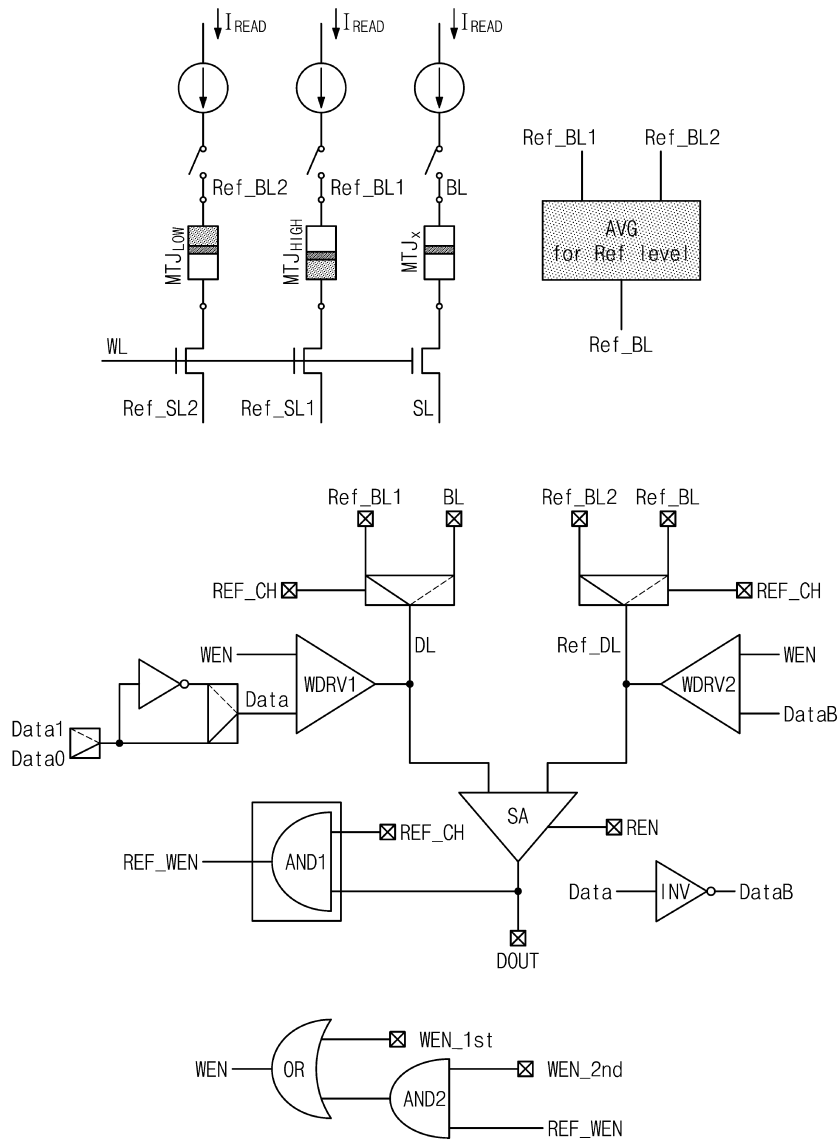 I_READ I_READ I_READ
Ref_BL2 Ref_BL1 BL
MTJ_LOW MTJ_HIGH MTJ_X
WL
Ref_SL2 Ref_SL1 SL
Ref_BL1 Ref_BL2
AVG
for Ref level
Ref_BL
Ref_BL1 BL Ref_BL2 Ref_BL
REF_CH REF_CH
DL Ref_DL
WEN WDRV1 WDRV2 WEN
Data DataB
Data1
Data0
SA
REF_CH REN
REF_WEN AND1
Data INV DataB
DOUT
WEN_1st
WEN OR WEN_2nd
AND2
REF_WEN